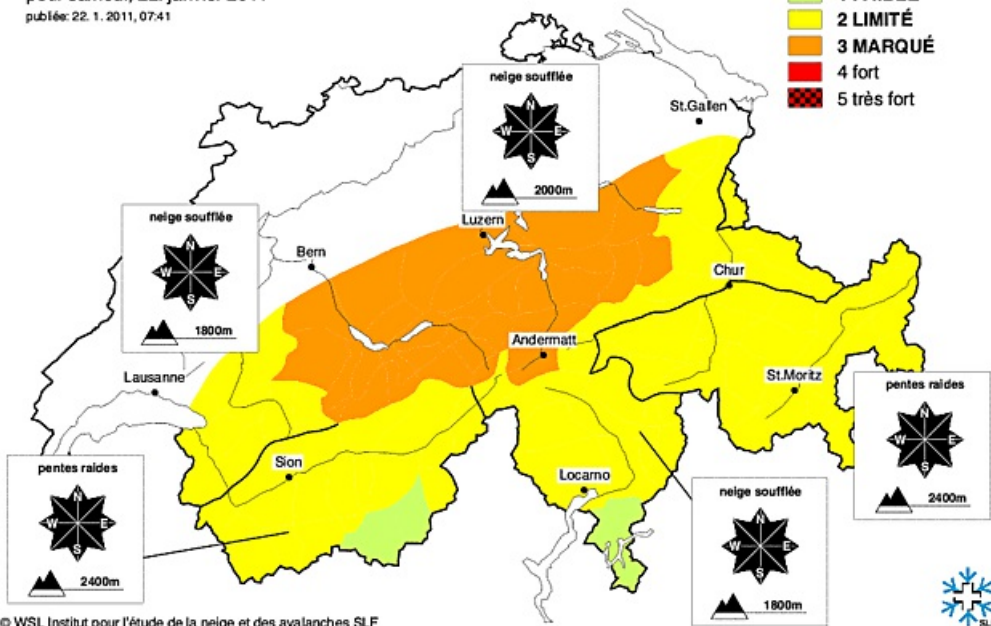 publiée: 22. 1. 2011, 07:41
2 LIMITÉ
3 MARQUÉ
4 fort
5 très fort
neige soufflée
N
W E
S
2000m
St.Gallen
neige soufflée
N
W E
S
1800m
Luzern
Bern
Chur
Andermatt
Lausanne
St.Moritz
pentes raides
N
W E
S
2400m
pentes raides
N
W E
S
2400m
Sion
Locarno
neige soufflée
N
W E
S
1800m
© WSL Institut pour l'étude de la neige et des avalanches SLF